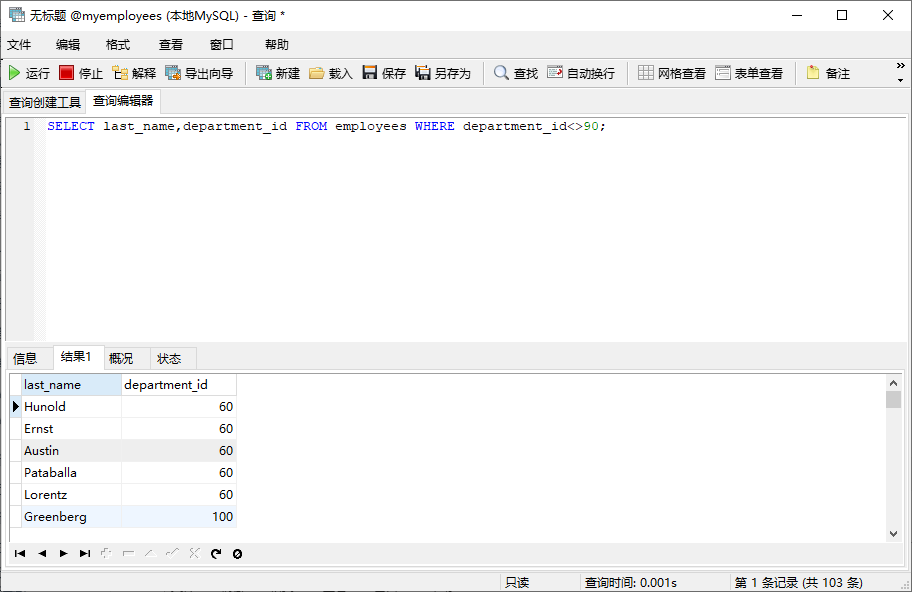 无标题 @myemployees (本地MySQL) - 查询 *
文件 编辑 格式 查看 窗口 帮助
运行 停止 解释 导出向导 新建 载入 保存 另存为 查找 自动换行 网格查看 表单查看 备注
查询创建工具 查询编辑器
1 SELECT last_name,department_id FROM employees WHERE department_id<>90;
信息 结果1 概况 状态
last_name department_id
Hunold 60
Ernst 60
Austin 60
Pataballa 60
Lorentz 60
Greenberg 100
只读 查询时间: 0.001s 第 1 条记录 (共 103 条)